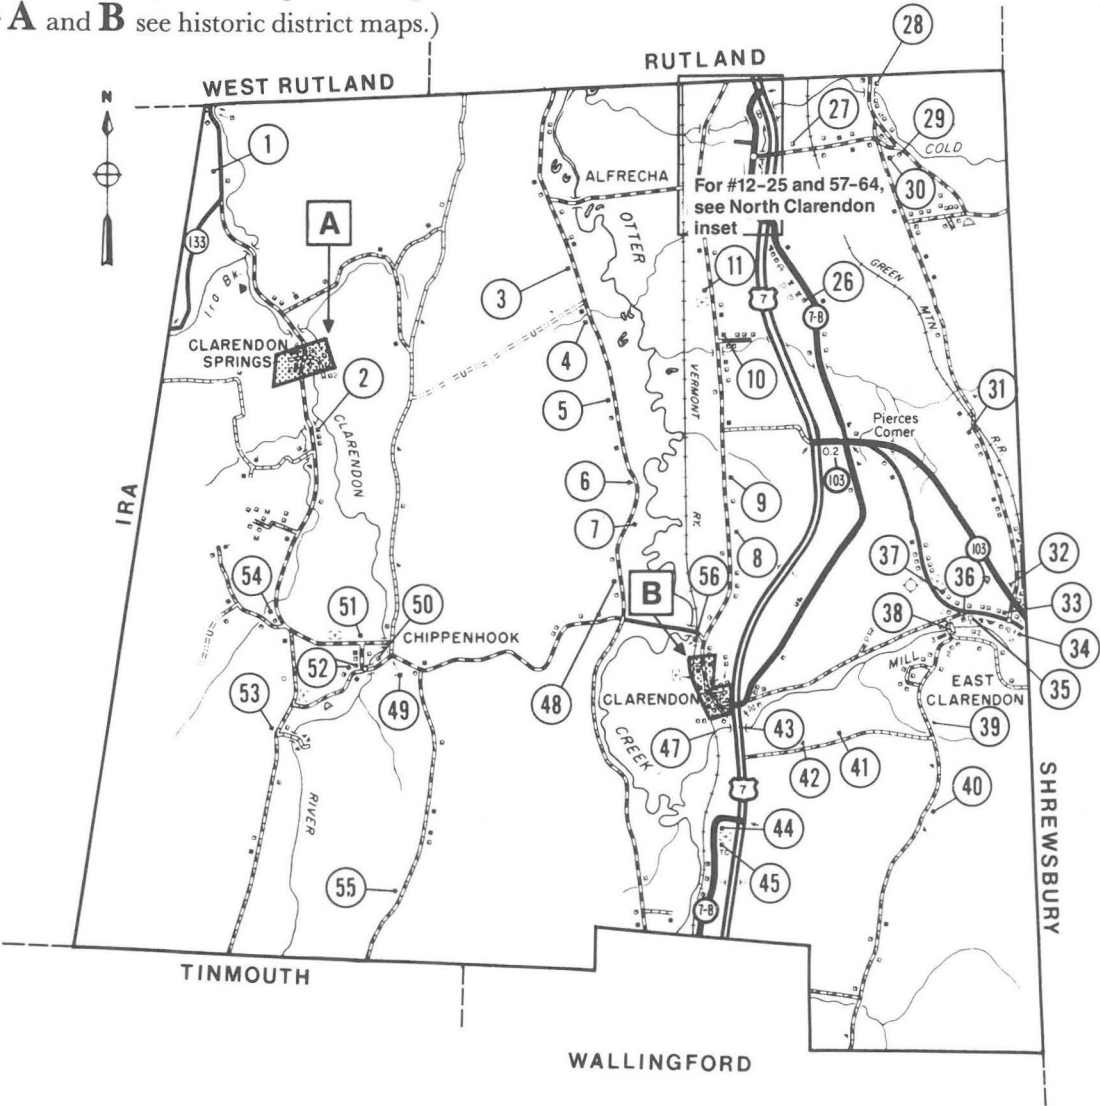 A and B see historic district maps.)
28
RUTLAND
WEST RUTLAND
N
27
1
29
COLD
ALFRECHA
For #12-25 and 57-64,
see North Clarendon
inset
30
A
OTTER
133
11
GREEN
IRA BK.
3
7
26
MTN.
7-B
CLARENDON
SPRINGS
4
2
10
VERMONT
31
5
Pierces
Corner
CLARENDON
R.R.
0.2
103
6
9
IRA
RY.
7
8
103
32
37
36
54
56
B
51
50
33
38
CHIPPENHOOK
34
52
MILL
35
EAST
CLARENDON
53
49
48
CLARENDON
39
47
43
CREEK
42
41
7
40
SHREWSBURY
RIVER
44
45
55
7-B
TINMOUTH
WALLINGFORD